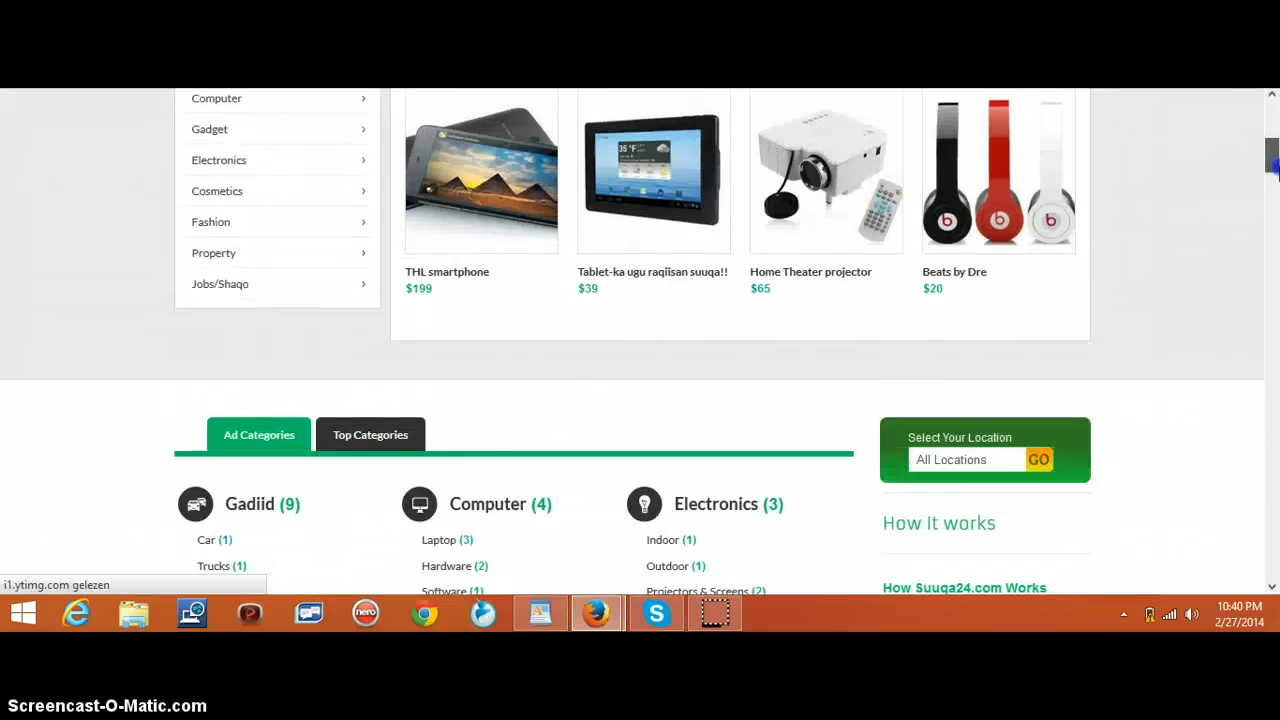 Computer
Gadget
Electronics
Cosmetics
Fashion
Property
Jobs/Shaqo
35 °F
THL smartphone
$199
Tablet-ka ugu raqiisan suuqa!!
$39
Home Theater projector
$65
Beats by Dre
$20
Ad Categories
Top Categories
Gadiid (9)
Car (1)
Trucks (1)
Computer (4)
Laptop (3)
Hardware (2)
Software (1)
Electronics (3)
Indoor (1)
Outdoor (1)
Projectors & Screens (2)
Select Your Location
All Locations
GO
How It works
How Suuqa24.com Works
i1.ytimg.com gelezen
nero
10:40 PM
2/27/2014
Screencast-O-Matic.com